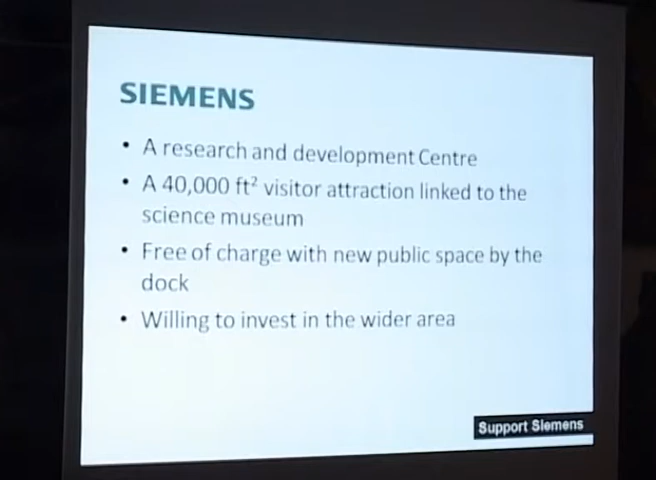 SIEMENS
• A research and development Centre
• A 40,000 ft² visitor attraction linked to the
science museum
• Free of charge with new public space by the
dock
• Willing to invest in the wider area
Support Siemens